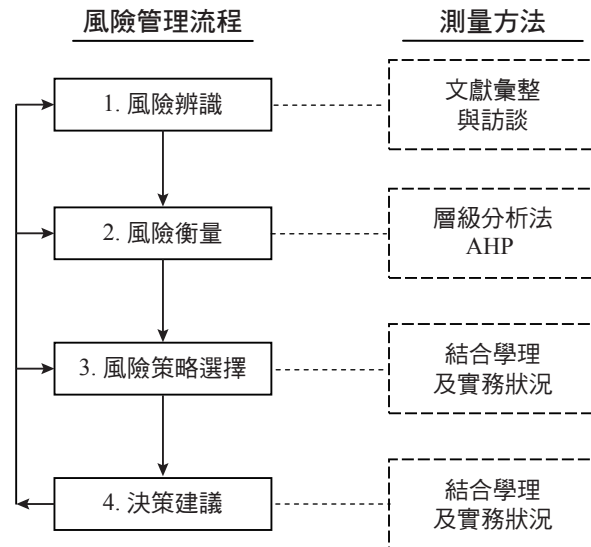 風險管理流程
測量方法
1. 風險辨識
文獻彙整
與訪談
2. 風險衡量
層級分析法
AHP
3. 風險策略選擇
結合學理
及實務狀況
4. 決策建議
結合學理
及實務狀況